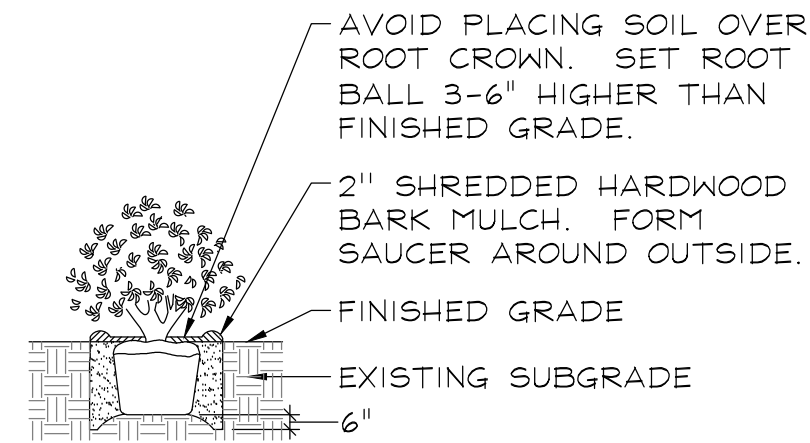 AVOID PLACING SOIL OVER
ROOT CROWN. SET ROOT
BALL 3-6" HIGHER THAN
FINISHED GRADE.
2" SHREDDED HARDWOOD
BARK MULCH. FORM
SAUCER AROUND OUTSIDE.
FINISHED GRADE
EXISTING SUBGRADE
6"